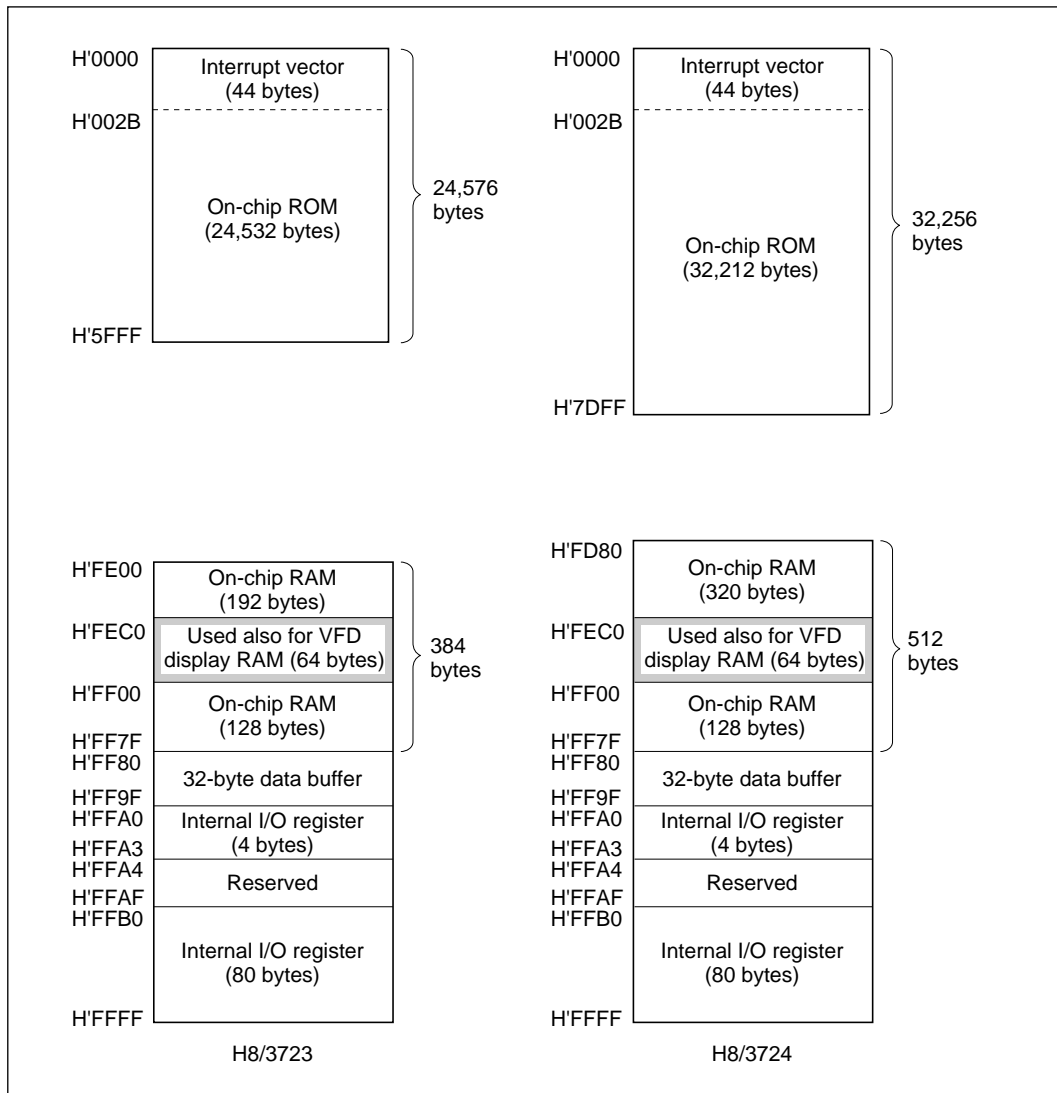 H'0000
Interrupt vector
(44 bytes)
H'002B
On-chip ROM
(24,532 bytes)
24,576
bytes
H'5FFF
H'FE00
On-chip RAM
(192 bytes)
H'FEC0
Used also for VFD
display RAM (64 bytes)
384
bytes
H'FF00
On-chip RAM
(128 bytes)
H'FF7F
H'FF80
32-byte data buffer
H'FF9F
H'FFA0
Internal I/O register
(4 bytes)
H'FFA3
H'FFA4
Reserved
H'FFAF
H'FFB0
Internal I/O register
(80 bytes)
H'FFFF
H8/3723
H'0000
Interrupt vector
(44 bytes)
H'002B
On-chip ROM
(32,212 bytes)
32,256
bytes
H'7DFF
H'FD80
On-chip RAM
(320 bytes)
H'FEC0
Used also for VFD
display RAM (64 bytes)
512
bytes
H'FF00
On-chip RAM
(128 bytes)
H'FF7F
H'FF80
32-byte data buffer
H'FF9F
H'FFA0
Internal I/O register
(4 bytes)
H'FFA3
H'FFA4
Reserved
H'FFAF
H'FFB0
Internal I/O register
(80 bytes)
H'FFFF
H8/3724